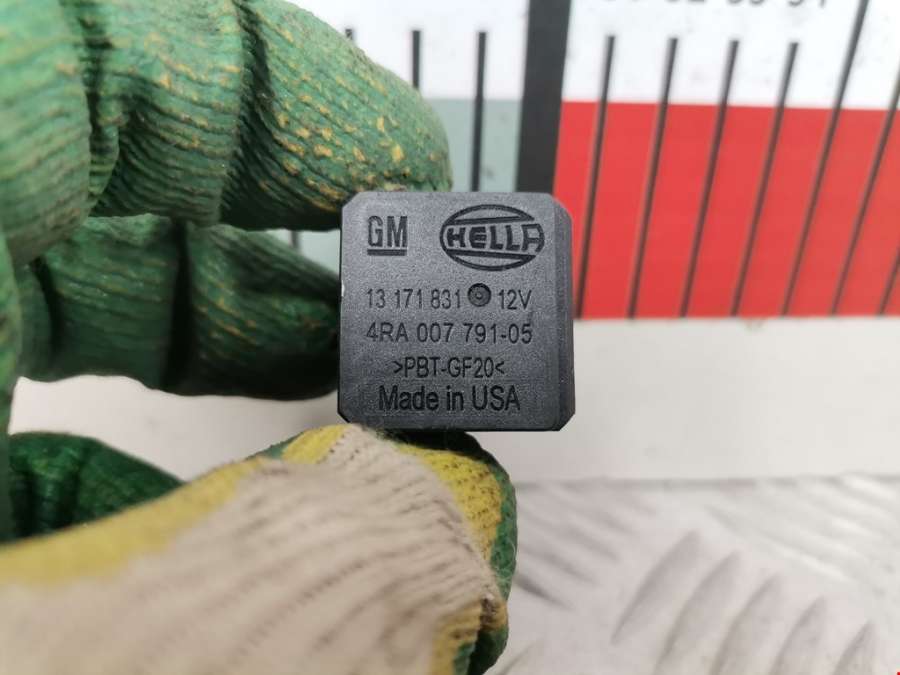 GM HELLA
13 171 831 12V
4RA 007 791-05
>PBT-GF20<
Made in USA